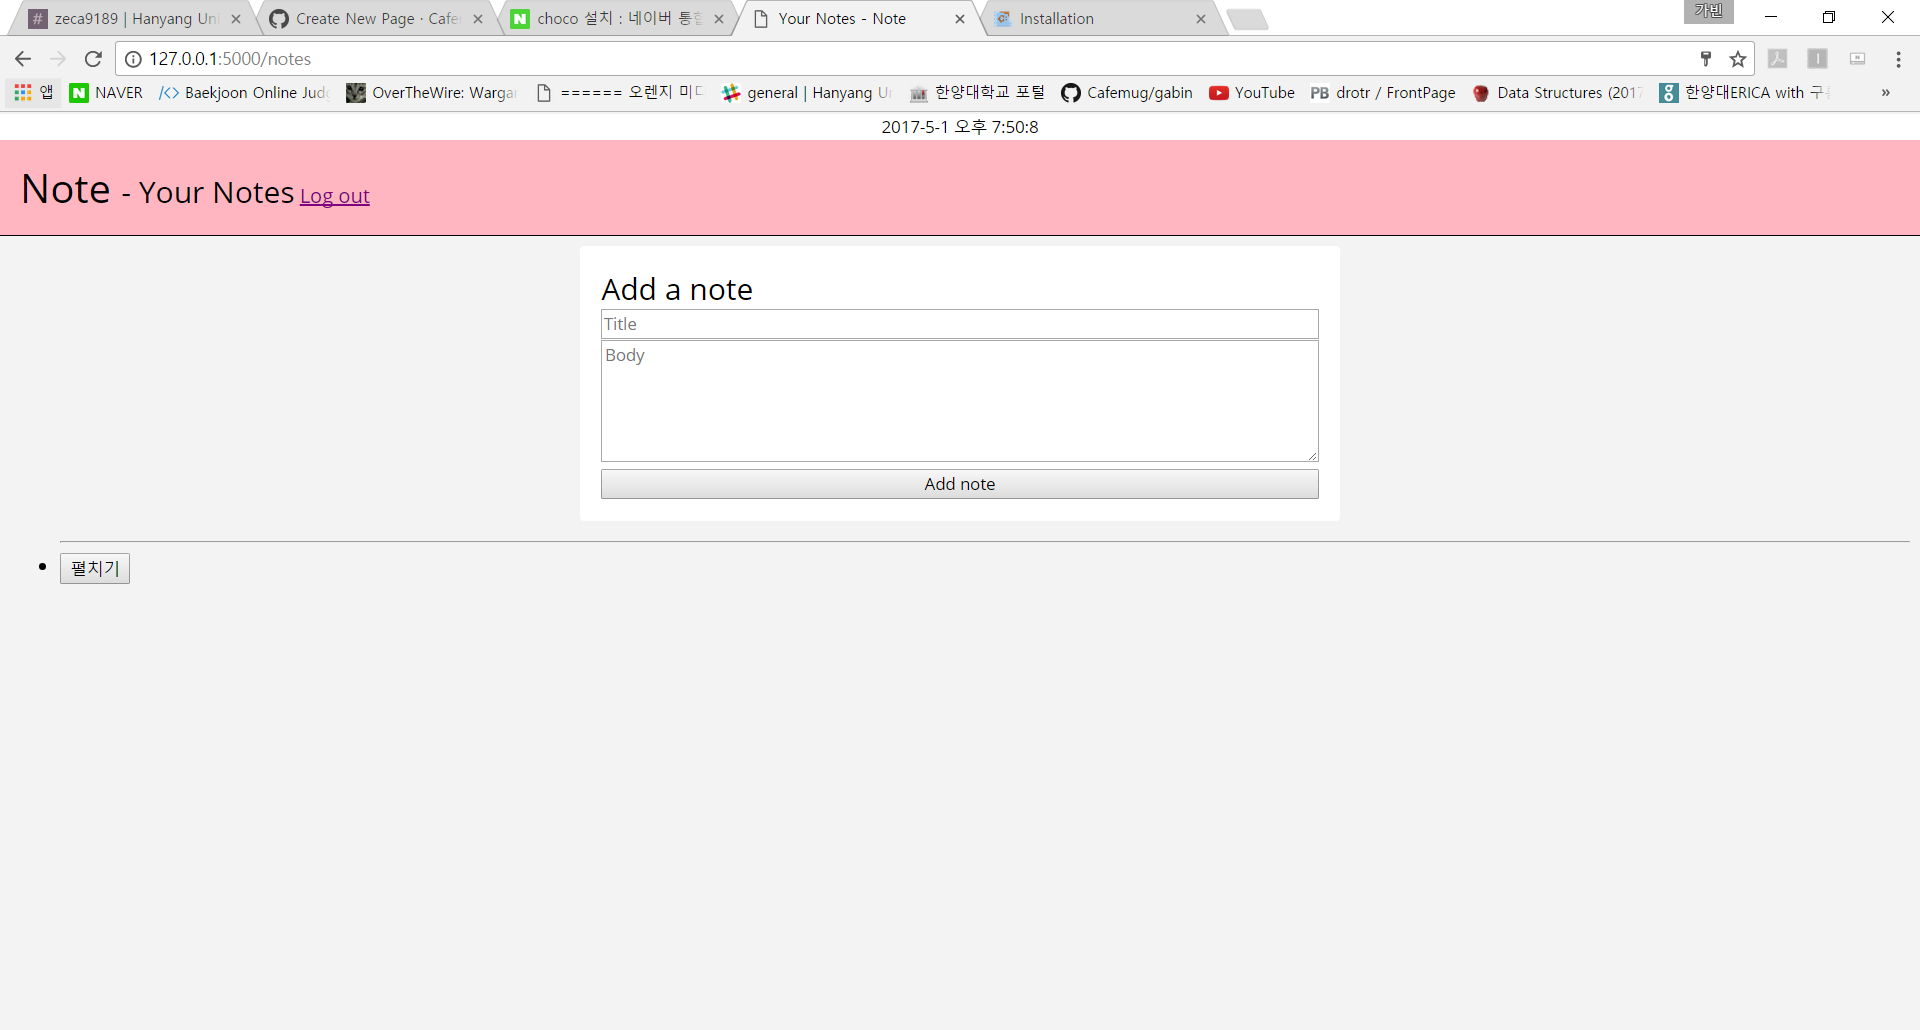 zeca9189 | Hanyang Uni
Create New Page · Cafe
choco 설치 : 네이버 통합
Your Notes - Note
Installation
가빈
127.0.0.1:5000/notes
앱
NAVER
</> Baekjoon Online Jud
OverTheWire: Wargar
====== 오렌지 미디
general | Hanyang Un
한양대학교 포털
Cafemug/gabin
YouTube
PB drotr / FrontPage
Data Structures (2017
한양대ERICA with 구
»
2017-5-1 오후 7:50:8
Note - Your Notes Log out
Add a note
Title
Body
Add note
펼치기